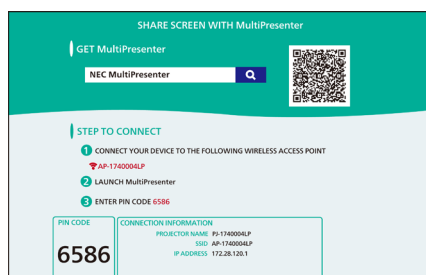 SHARE SCREEN WITH MultiPresenter
GET MultiPresenter
NEC MultiPresenter
STEP TO CONNECT
1 CONNECT YOUR DEVICE TO THE FOLLOWING WIRELESS ACCESS POINT
AP-1740004LP
2 LAUNCH MultiPresenter
3 ENTER PIN CODE 6586
PIN CODE
6586
CONNECTION INFORMATION
PROJECTOR NAME PJ-1740004LP
SSID AP-1740004LP
IP ADDRESS 172.28.120.1